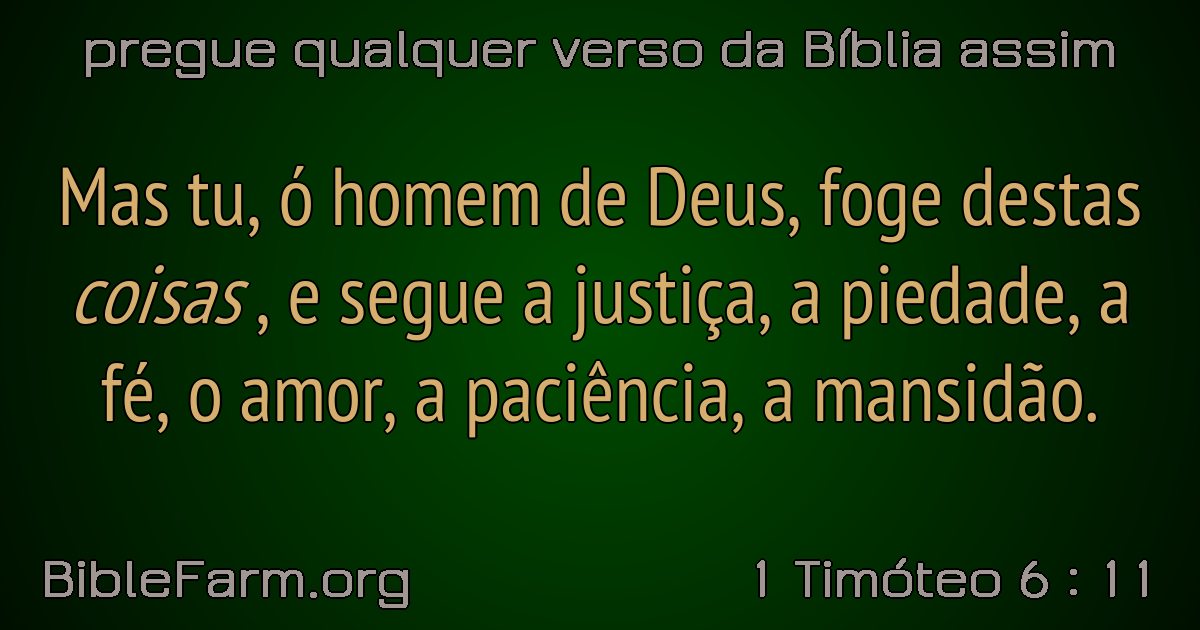 pregue qualquer verso da Bíblia assim
Mas tu, ó homem de Deus, foge destas
coisas , e segue a justiça, a piedade, a
fé, o amor, a paciência, a mansidão.
BibleFarm.org
1 Timóteo 6 : 11